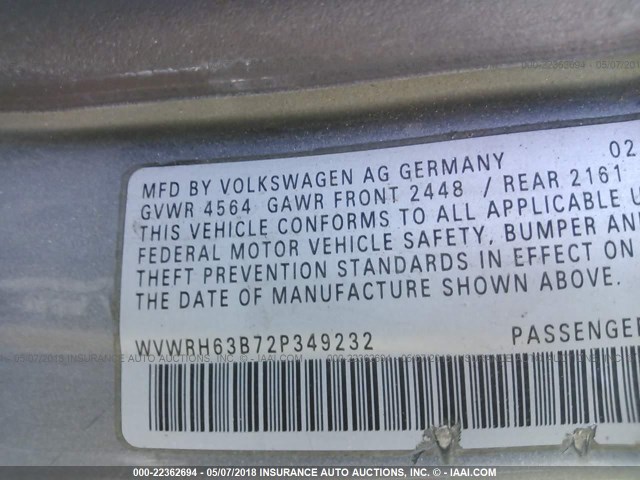 MFD BY VOLKSWAGEN AG GERMANY 02
GVWR 4564 GAWR FRONT 2448 / REAR 2161
THIS VEHICLE CONFORMS TO ALL APPLICABLE U
FEDERAL MOTOR VEHICLE SAFETY, BUMPER AN
THEFT PREVENTION STANDARDS IN EFFECT ON
THE DATE OF MANUFACTURE SHOWN ABOVE.
WVWRH63B72P349232 PASSENGER
000-22362694 - 05/07/2018 INSURANCE AUTO AUCTIONS, INC. - IAAI.COM